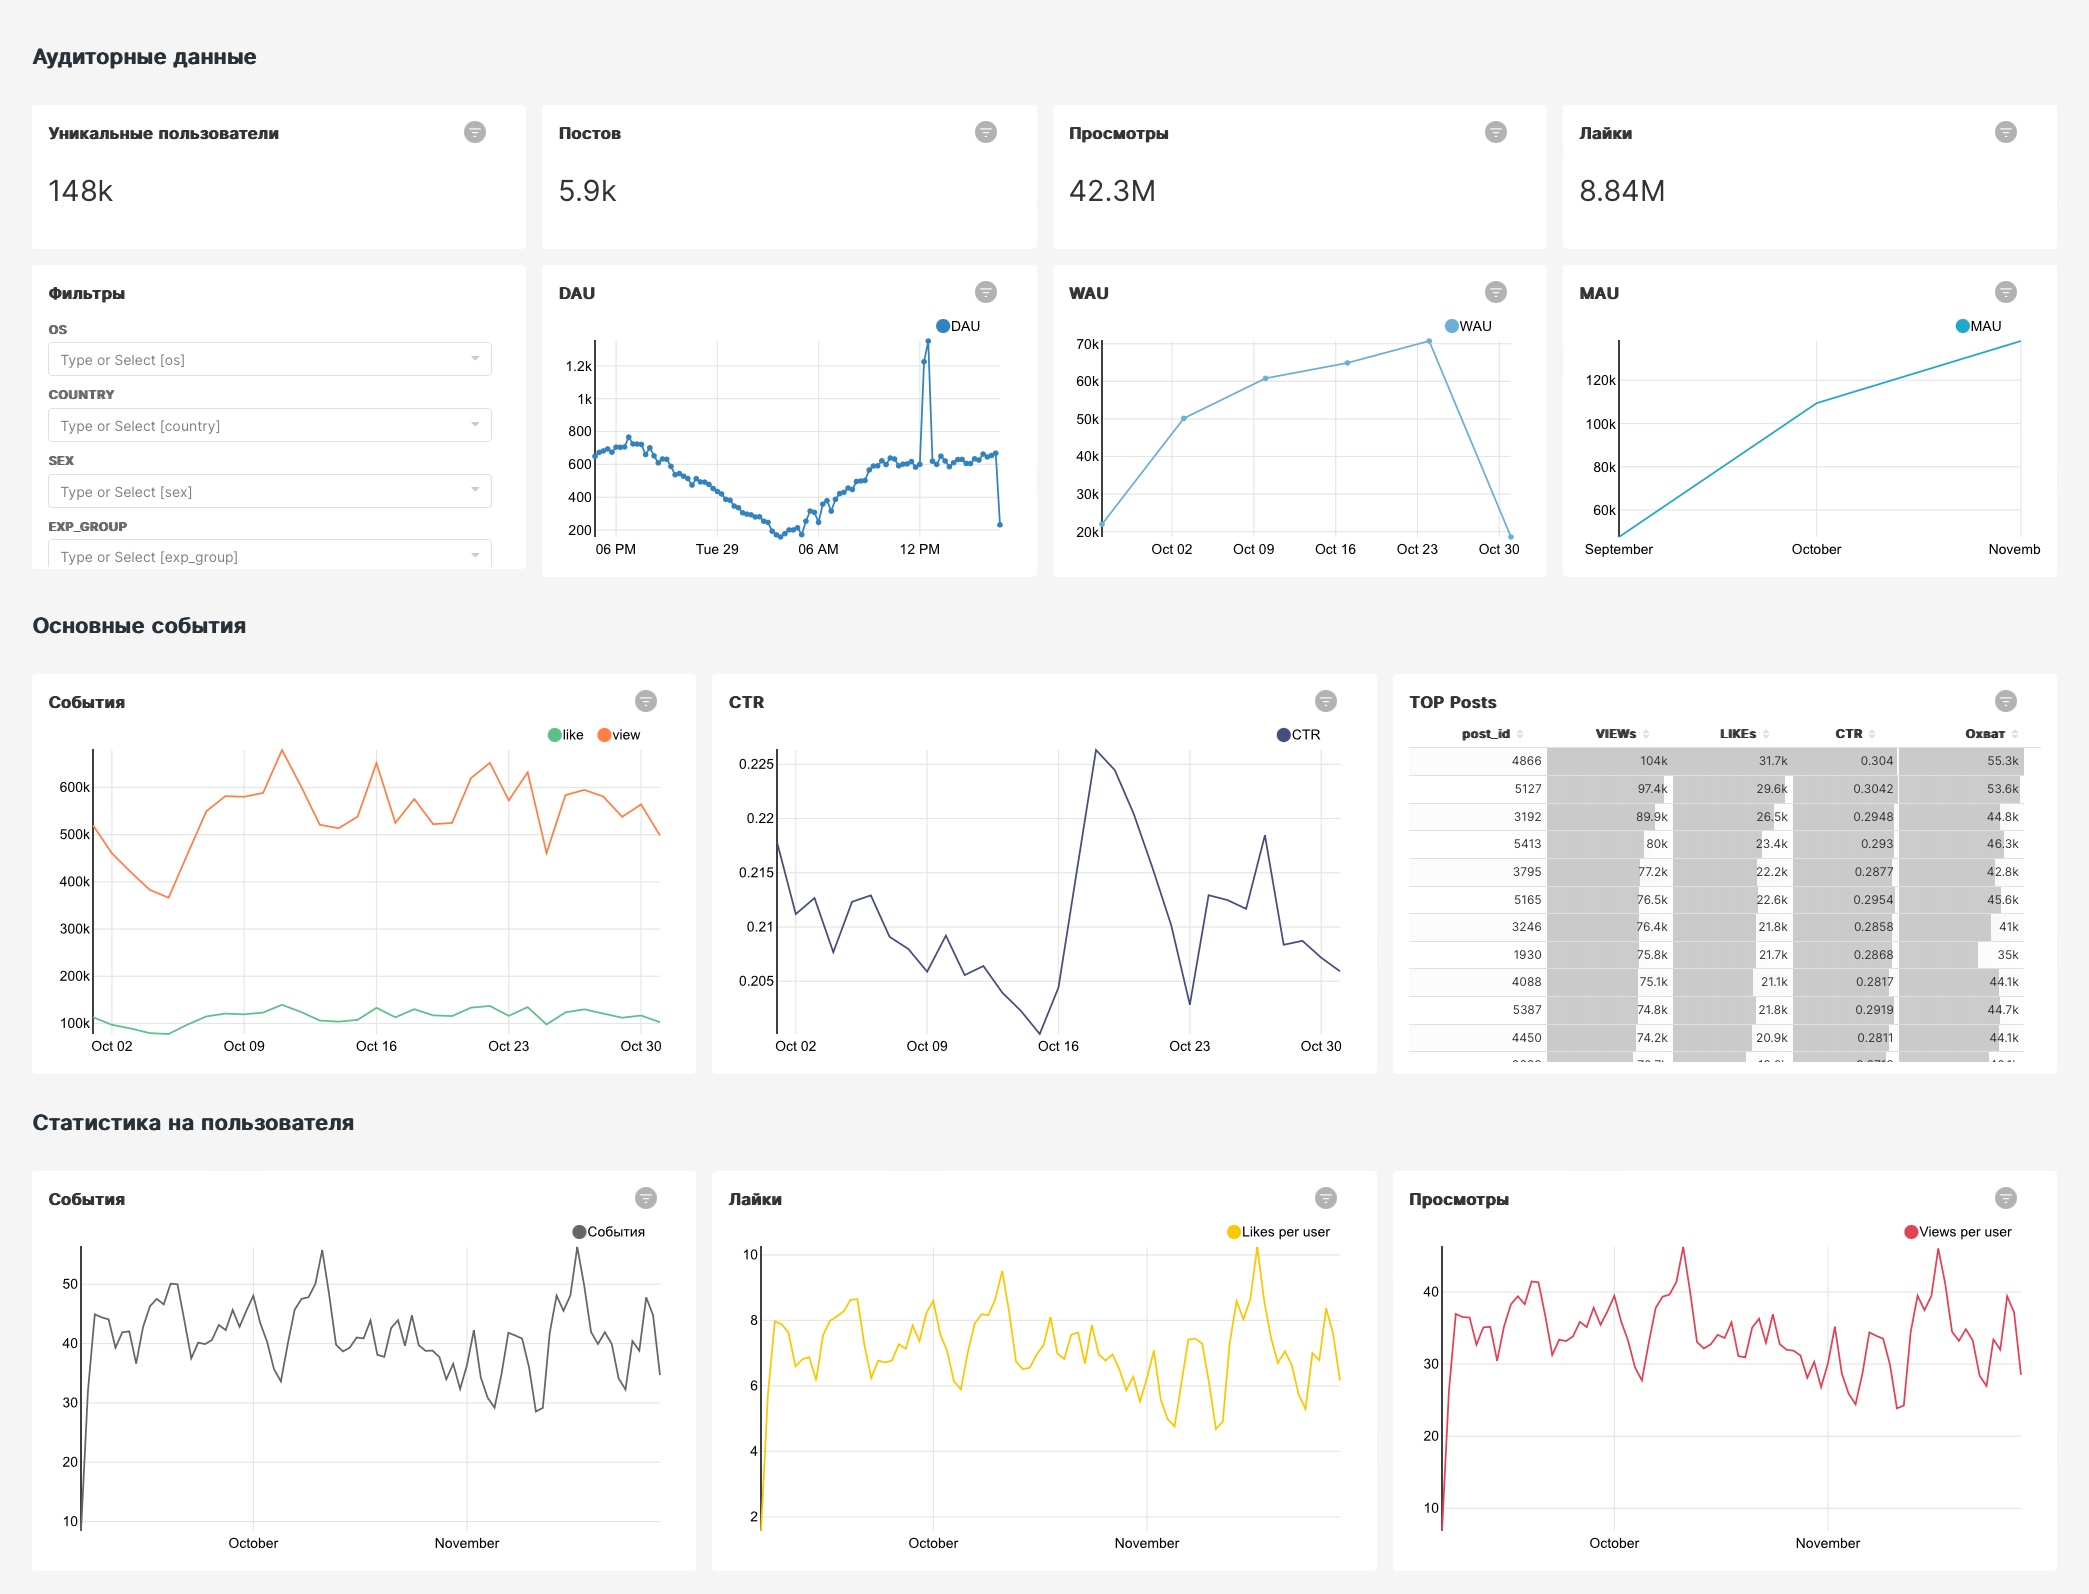 Аудиторные данные
Уникальные пользователи
148k
Постов
5.9k
Просмотры
42.3M
Лайки
8.84M
Фильтры
OS
Type or Select [os]
COUNTRY
Type or Select [country]
SEX
Type or Select [sex]
EXP_GROUP
Type or Select [exp_group]
DAU
DAU
1.2k
1k
800
600
400
200
06 PM Tue 29 06 AM 12 PM
WAU
WAU
70k
60k
50k
40k
30k
20k
Oct 02 Oct 09 Oct 16 Oct 23 Oct 30
MAU
MAU
120k
100k
80k
60k
September October Novemb
Основные события
События
like view
600k
500k
400k
300k
200k
100k
Oct 02 Oct 09 Oct 16 Oct 23 Oct 30
CTR
CTR
0.225
0.22
0.215
0.21
0.205
Oct 02 Oct 09 Oct 16 Oct 23 Oct 30
TOP Posts
post_id VIEWs LIKEs CTR Охват
4866 104k 31.7k 0.304 55.3k
5127 97.4k 29.6k 0.3042 53.6k
3192 89.9k 26.5k 0.2948 44.8k
5413 80k 23.4k 0.293 46.3k
3795 77.2k 22.2k 0.2877 42.8k
5165 76.5k 22.6k 0.2954 45.6k
3246 76.4k 21.8k 0.2858 41k
1930 75.8k 21.7k 0.2868 35k
4088 75.1k 21.1k 0.2817 44.1k
5387 74.8k 21.8k 0.2919 44.7k
4450 74.2k 20.9k 0.2811 44.1k
Статистика на пользователя
События
События
50
40
30
20
10
October November
Лайки
Likes per user
10
8
6
4
2
October November
Просмотры
Views per user
40
30
20
10
October November